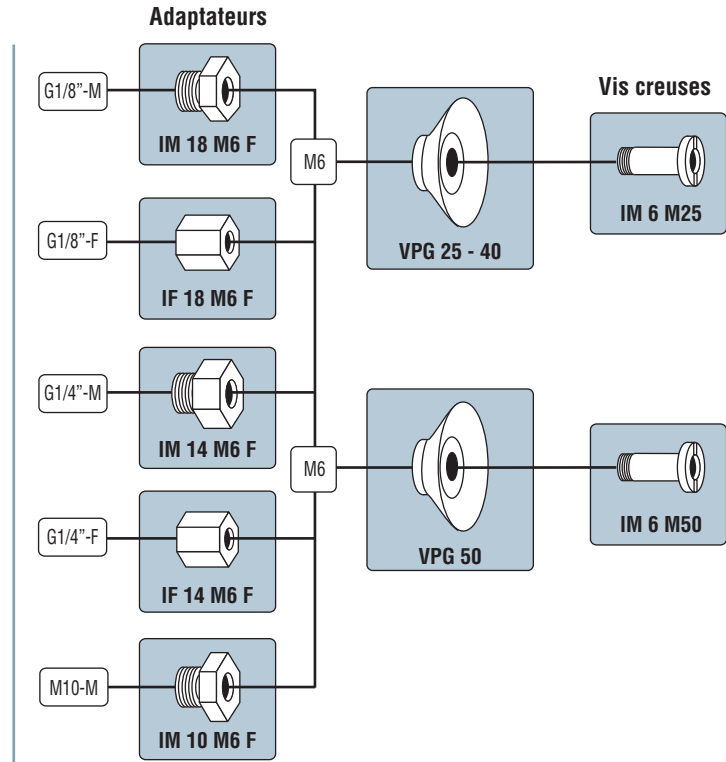 Adaptateurs
G1/8”-M
IM 18 M6 F
Vis creuses
M6
VPG 25 - 40
IM 6 M25
G1/8”-F
IF 18 M6 F
G1/4”-M
IM 14 M6 F
M6
VPG 50
IM 6 M50
G1/4”-F
IF 14 M6 F
M10-M
IM 10 M6 F